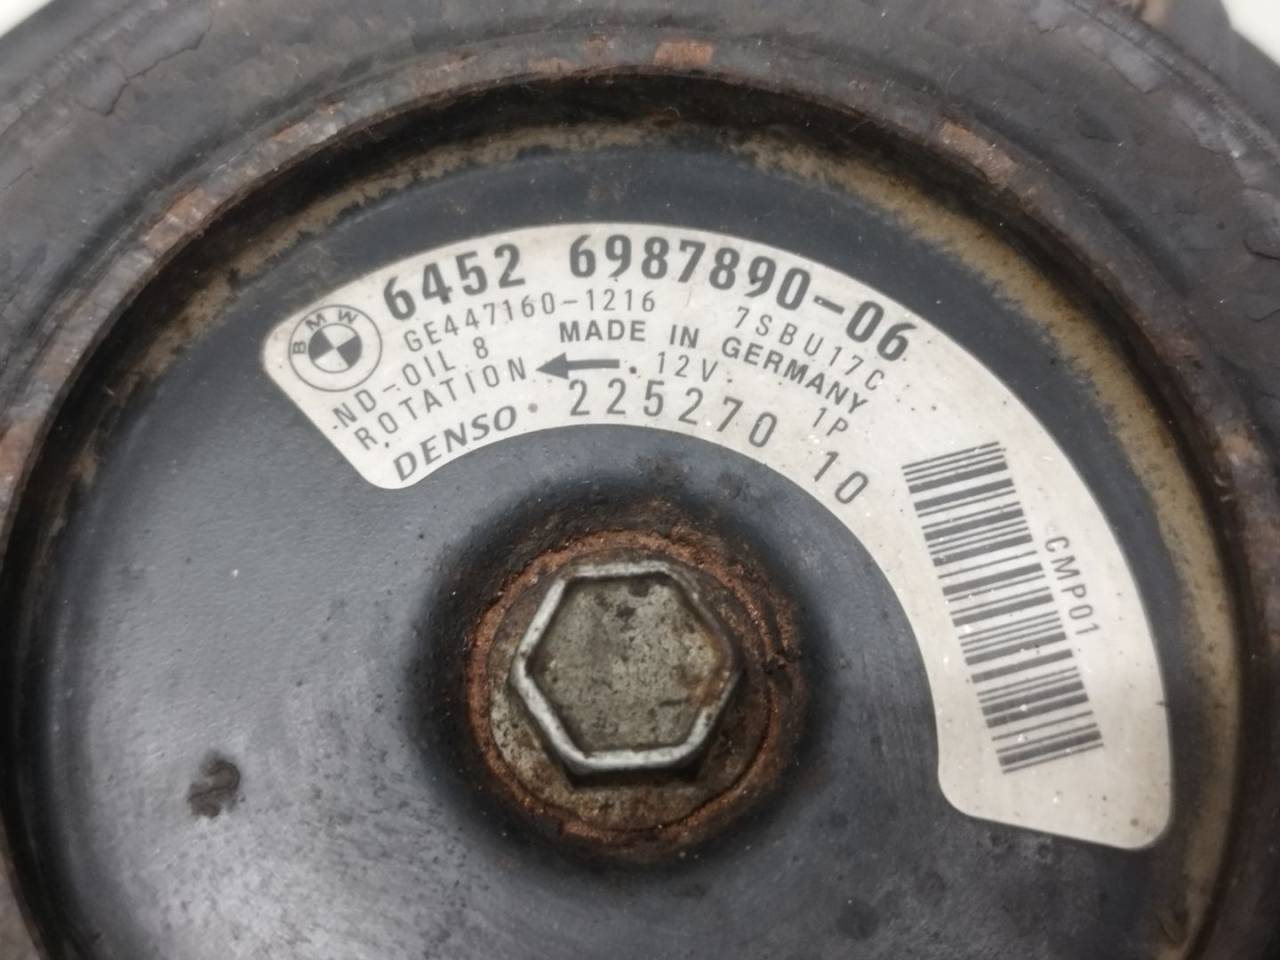 BMW
6452 6987890-06
GE447160-1216 7SBU17C
ND-OIL 8 MADE IN GERMANY
ROTATION 12V 1P
DENSO 225270 10
CMP01